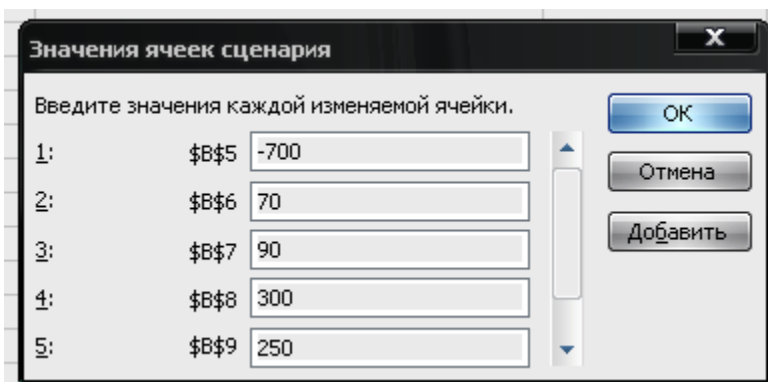 Значения ячеек сценария
x
Введите значения каждой изменяемой ячейки.
1: $B$5 -700
2: $B$6 70
3: $B$7 90
4: $B$8 300
5: $B$9 250
ОК
Отмена
Добавить